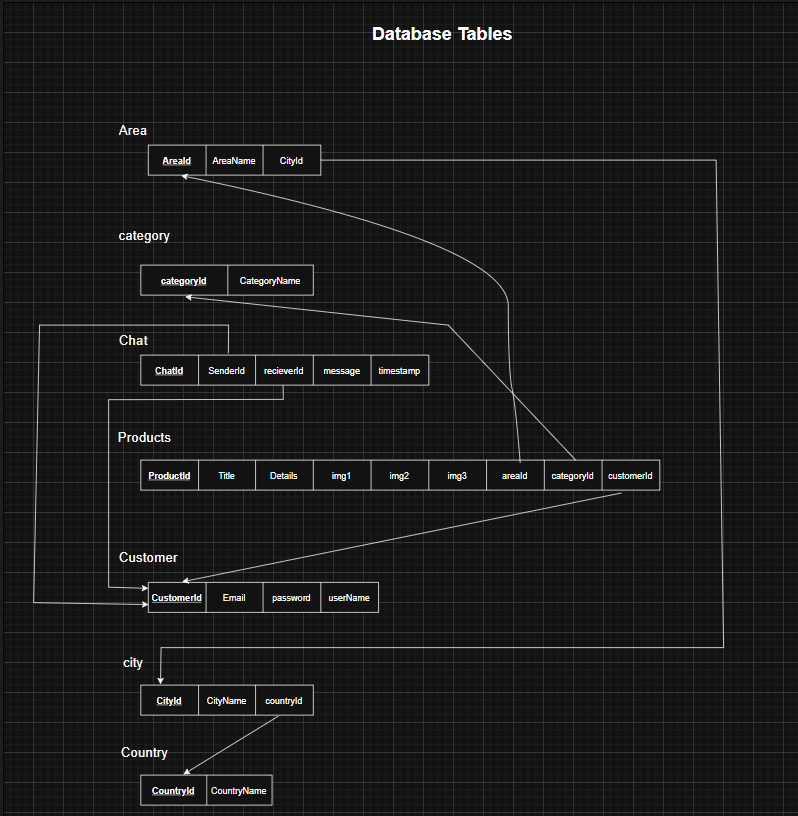 Database Tables
Area
AreaId AreaName CityId
category
categoryId CategoryName
Chat
ChatId SenderId recieverId message timestamp
Products
ProductId Title Details img1 img2 img3 areaId categoryId customerId
Customer
CustomerId Email password userName
city
CityId CityName countryId
Country
CountryId CountryName